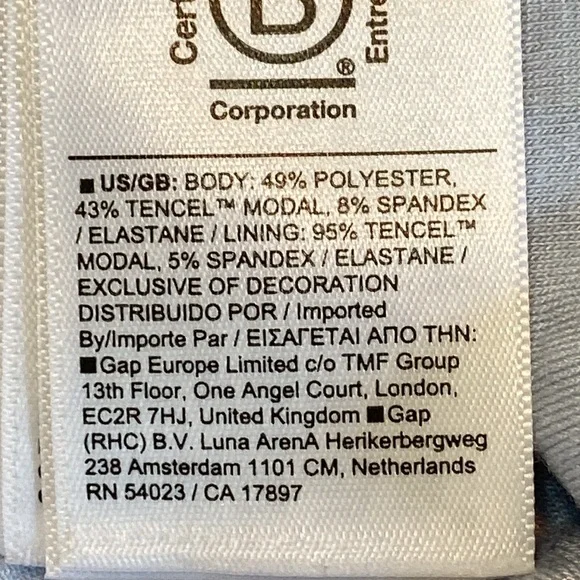 Cert
B
Entre
®
Corporation
■ US/GB: BODY: 49% POLYESTER,
43% TENCEL™ MODAL, 8% SPANDEX
/ ELASTANE / LINING: 95% TENCEL™
MODAL, 5% SPANDEX / ELASTANE /
EXCLUSIVE OF DECORATION
DISTRIBUIDO POR / Imported
By/Importe Par / ΕΙΣΑΓΕΤΑΙ ΑΠΟ ΤΗΝ:
■Gap Europe Limited c/o TMF Group
13th Floor, One Angel Court, London,
EC2R 7HJ, United Kingdom ■Gap
(RHC) B.V. Luna ArenA Herikerbergweg
238 Amsterdam 1101 CM, Netherlands
RN 54023 / CA 17897